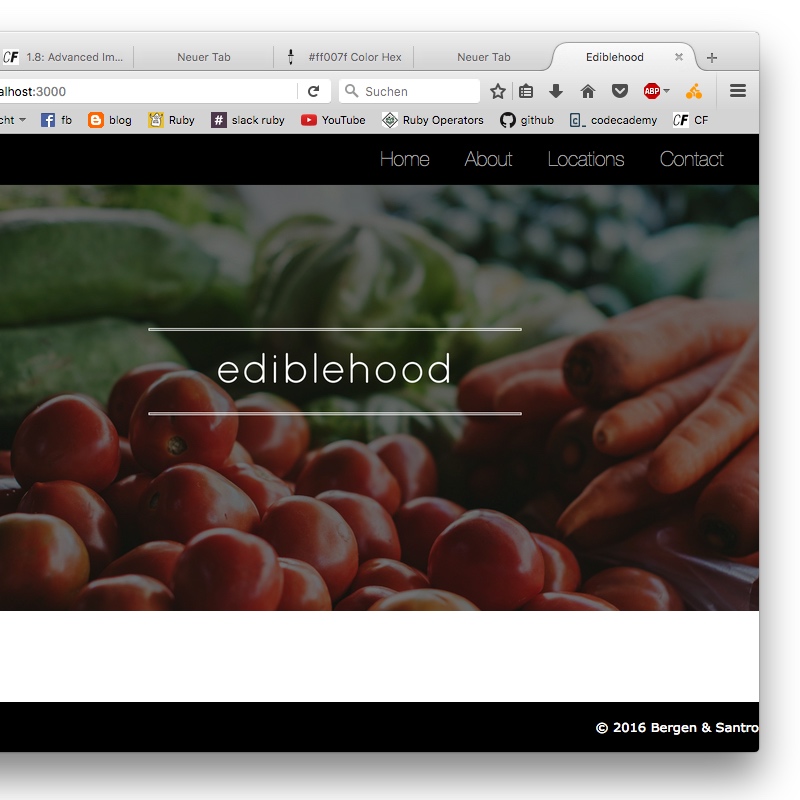 CF 1.8: Advanced Im... Neuer Tab #ff007f Color Hex Neuer Tab Ediblehood
alhost:3000 Suchen ABP
cht fb blog Ruby # slack ruby YouTube Ruby Operators github codecademy CF CF
Home About Locations Contact
ediblehood
© 2016 Bergen & Santro